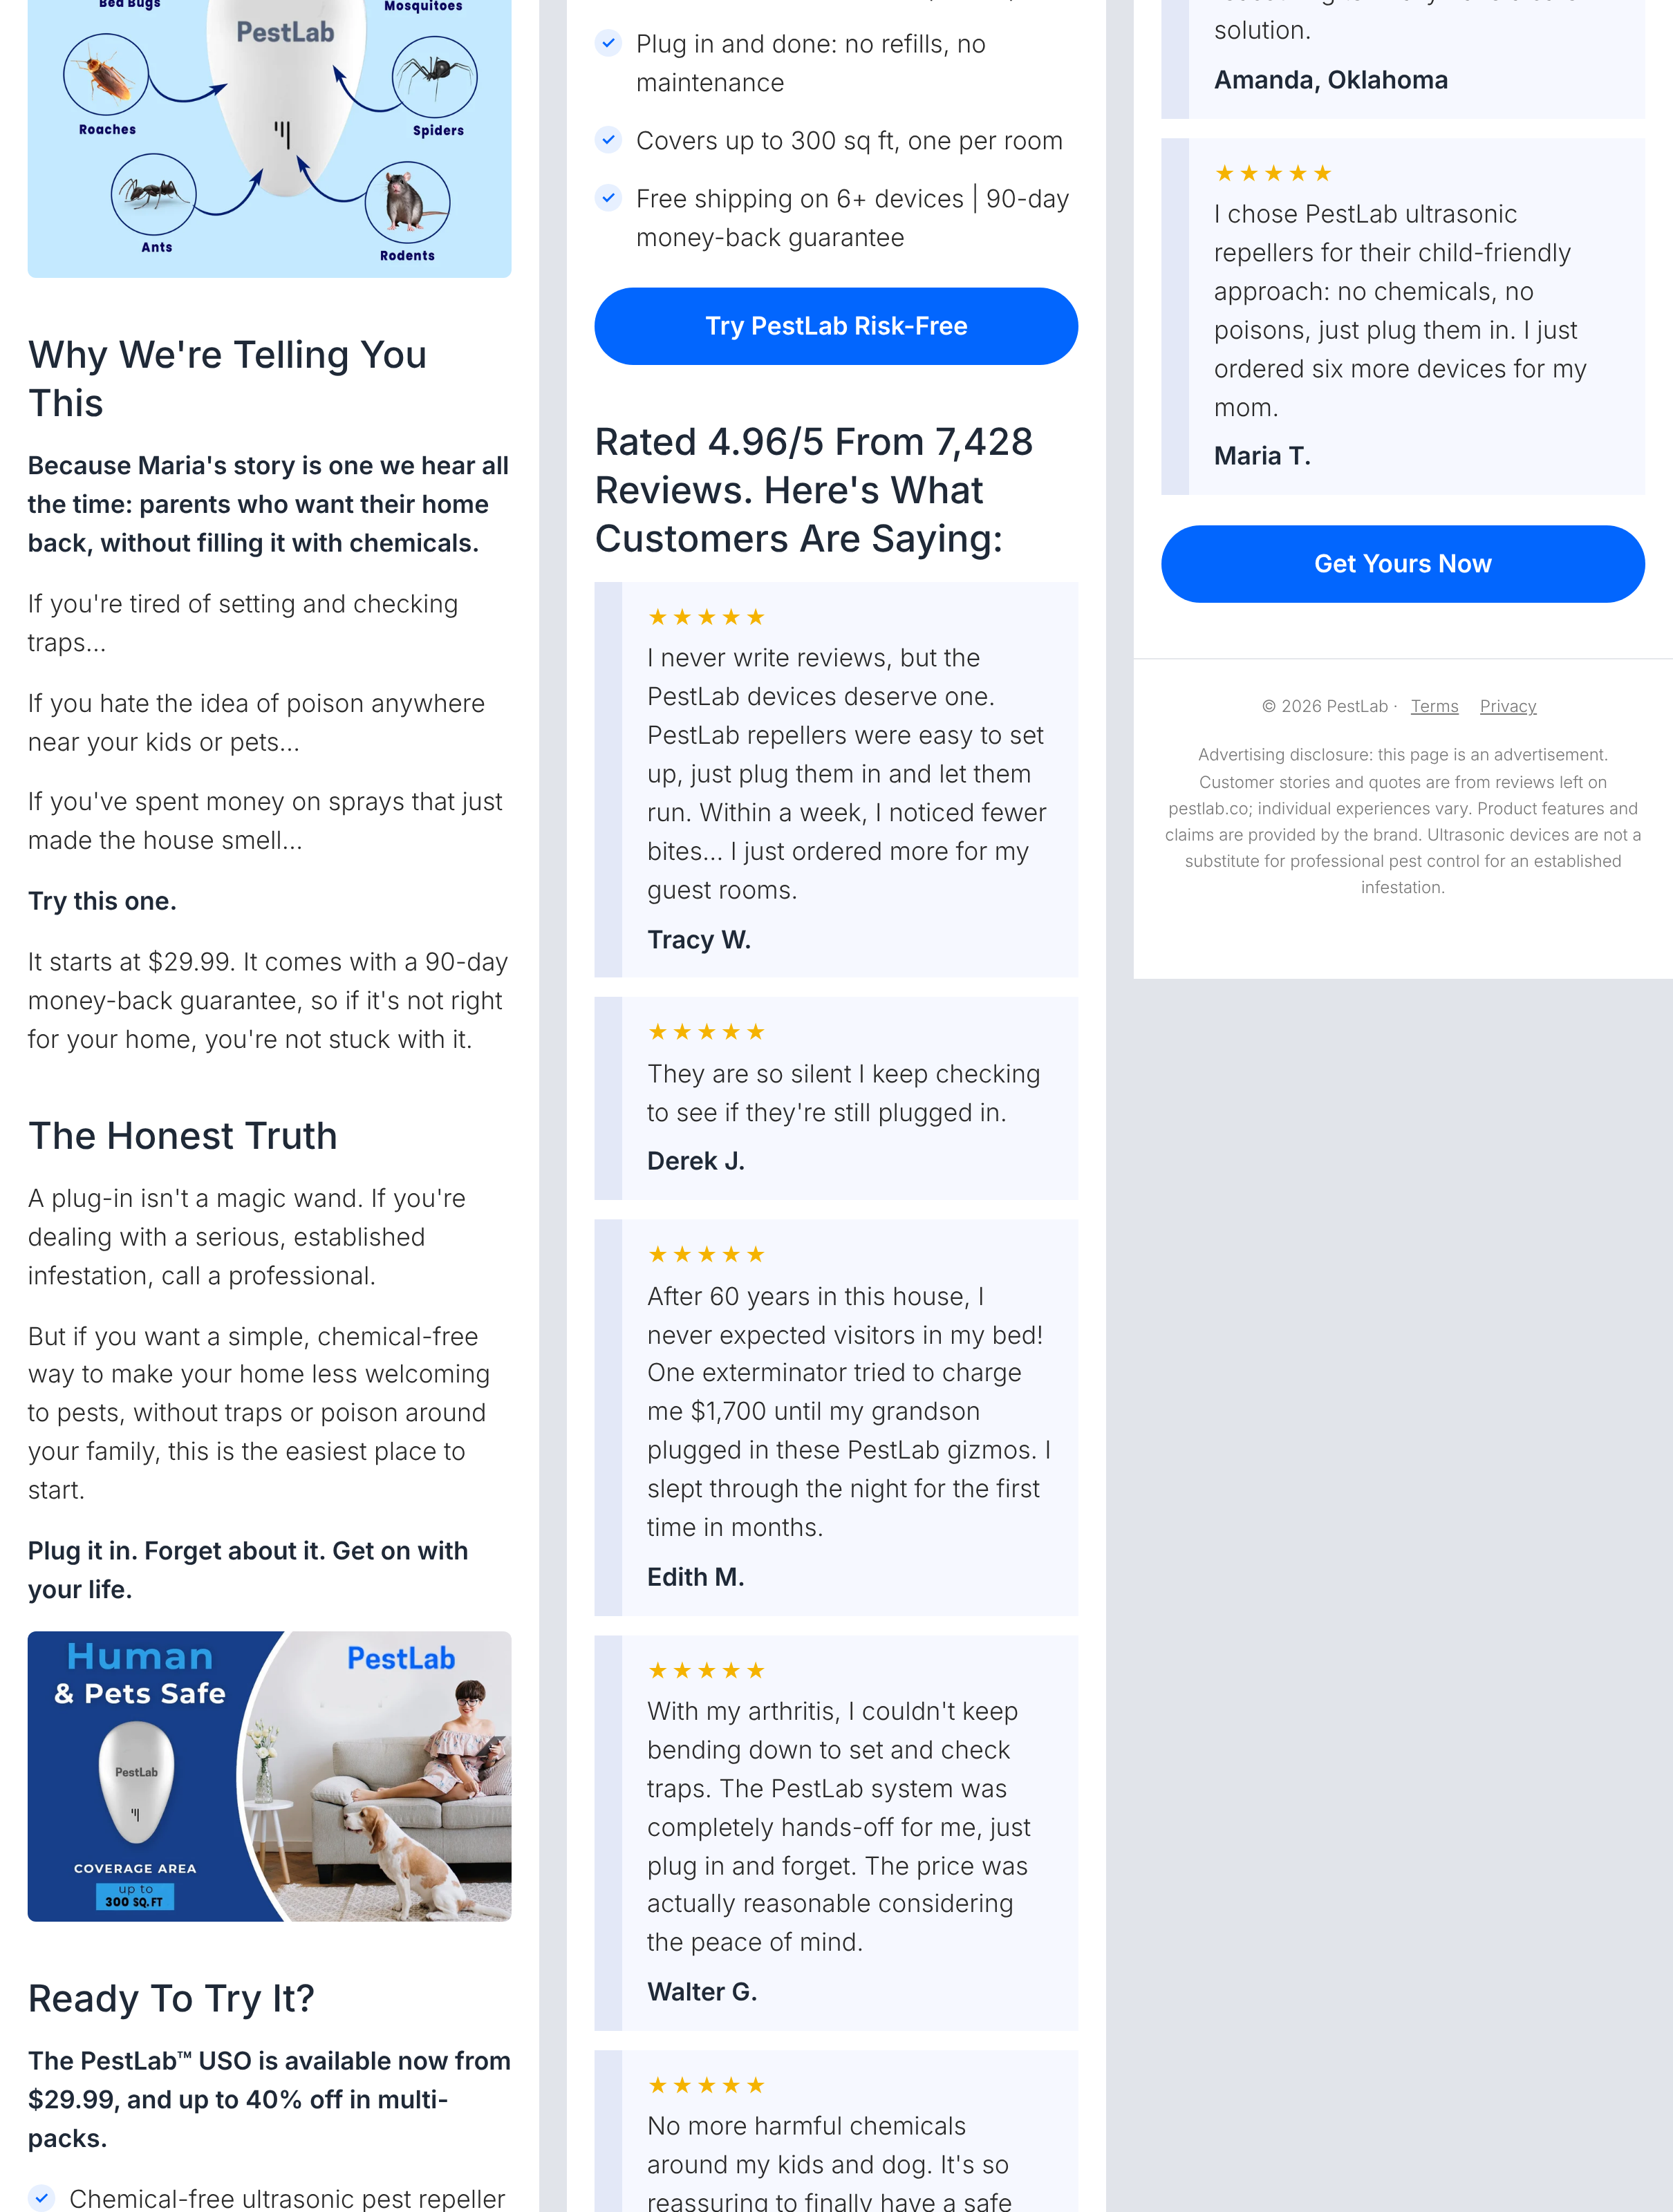 Bed Bugs
Mosquitoes
PestLab
Roaches
Spiders
Ants
Rodents
Why We're Telling You
This
Because Maria's story is one we hear all
the time: parents who want their home
back, without filling it with chemicals.
If you're tired of setting and checking
traps...
If you hate the idea of poison anywhere
near your kids or pets...
If you've spent money on sprays that just
made the house smell...
Try this one.
It starts at $29.99. It comes with a 90-day
money-back guarantee, so if it's not right
for your home, you're not stuck with it.
The Honest Truth
A plug-in isn't a magic wand. If you're
dealing with a serious, established
infestation, call a professional.
But if you want a simple, chemical-free
way to make your home less welcoming
to pests, without traps or poison around
your family, this is the easiest place to
start.
Plug it in. Forget about it. Get on with
your life.
Human
& Pets Safe
PestLab
PestLab
COVERAGE AREA
up to
300 SQ.FT
Ready To Try It?
The PestLab™ USO is available now from
$29.99, and up to 40% off in multi-
packs.
Chemical-free ultrasonic pest repeller
Plug in and done: no refills, no
maintenance
Covers up to 300 sq ft, one per room
Free shipping on 6+ devices | 90-day
money-back guarantee
Try PestLab Risk-Free
Rated 4.96/5 From 7,428
Reviews. Here's What
Customers Are Saying:
★★★★★
I never write reviews, but the
PestLab devices deserve one.
PestLab repellers were easy to set
up, just plug them in and let them
run. Within a week, I noticed fewer
bites... I just ordered more for my
guest rooms.
Tracy W.
★★★★★
They are so silent I keep checking
to see if they're still plugged in.
Derek J.
★★★★★
After 60 years in this house, I
never expected visitors in my bed!
One exterminator tried to charge
me $1,700 until my grandson
plugged in these PestLab gizmos. I
slept through the night for the first
time in months.
Edith M.
★★★★★
With my arthritis, I couldn't keep
bending down to set and check
traps. The PestLab system was
completely hands-off for me, just
plug in and forget. The price was
actually reasonable considering
the peace of mind.
Walter G.
★★★★★
No more harmful chemicals
around my kids and dog. It's so
reassuring to finally have a safe
solution.
Amanda, Oklahoma
★★★★★
I chose PestLab ultrasonic
repellers for their child-friendly
approach: no chemicals, no
poisons, just plug them in. I just
ordered six more devices for my
mom.
Maria T.
Get Yours Now
© 2026 PestLab · Terms Privacy
Advertising disclosure: this page is an advertisement.
Customer stories and quotes are from reviews left on
pestlab.co; individual experiences vary. Product features and
claims are provided by the brand. Ultrasonic devices are not a
substitute for professional pest control for an established
infestation.